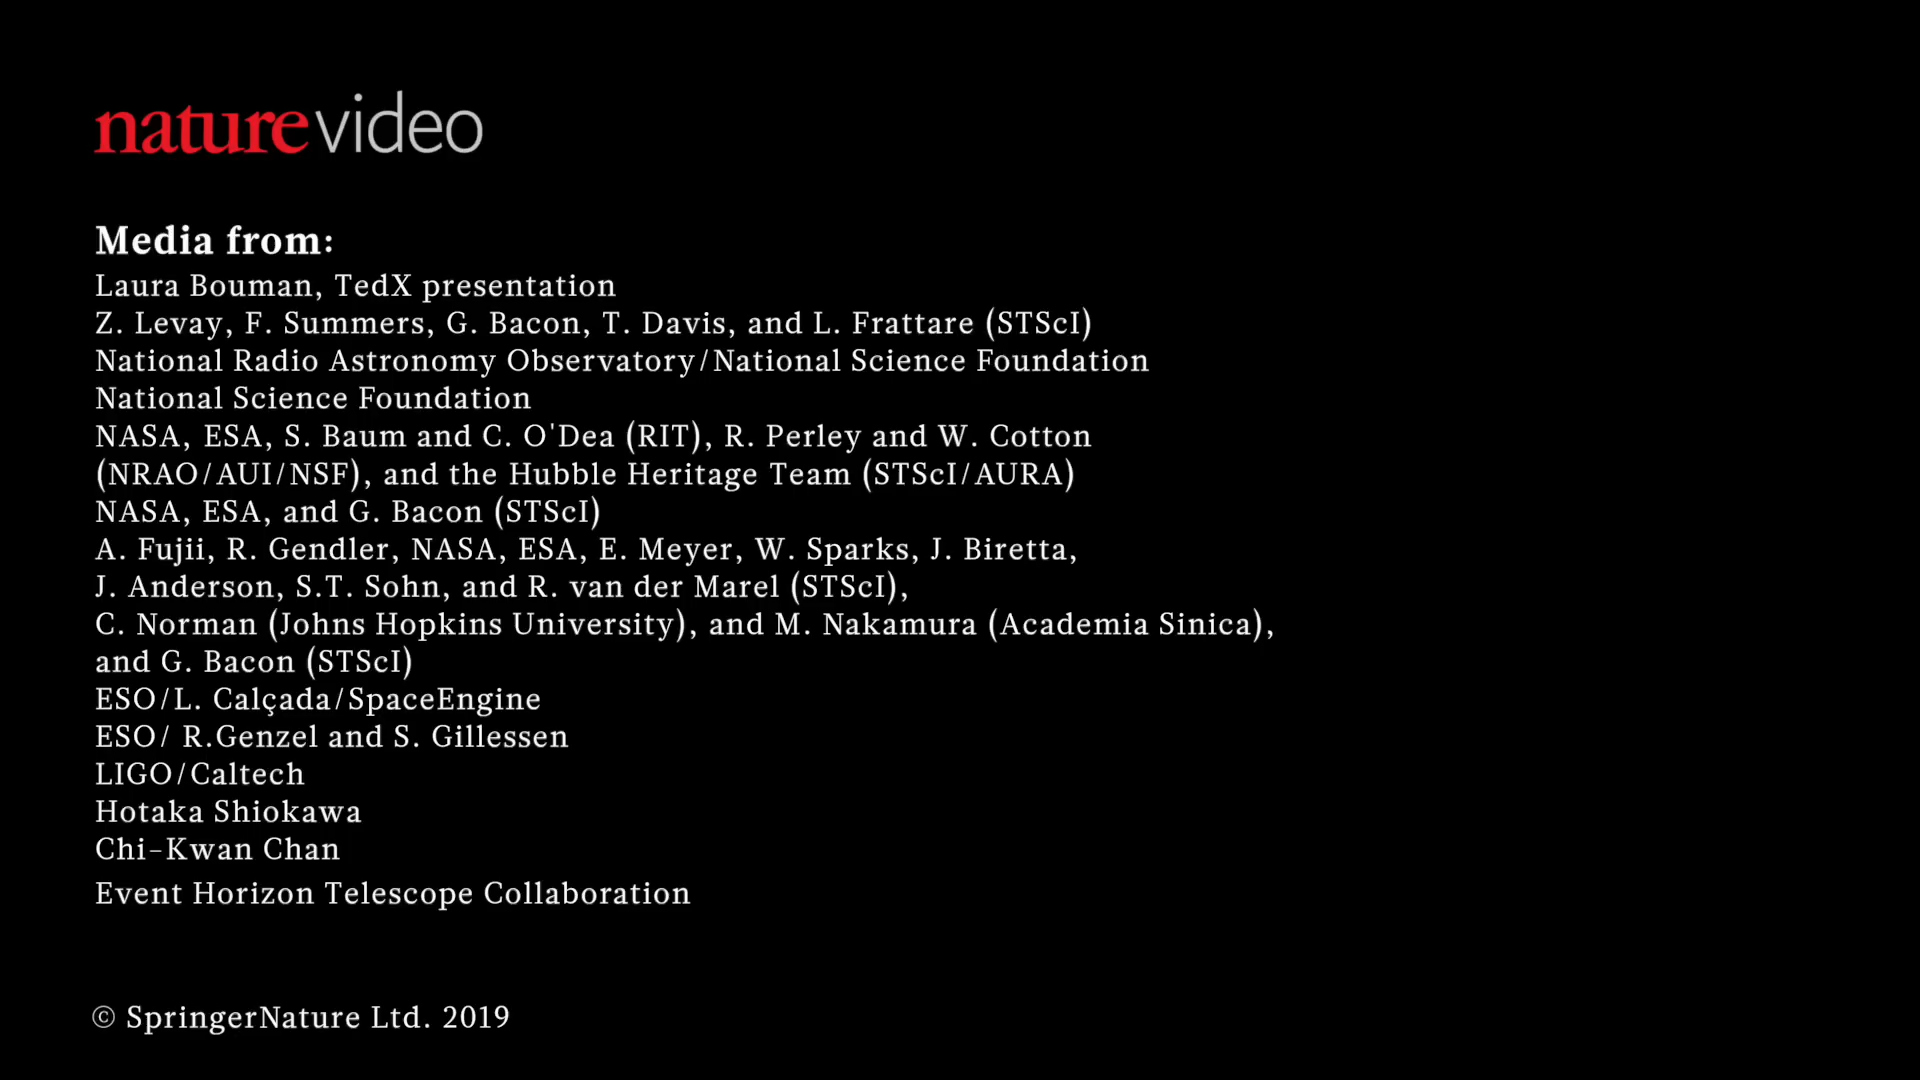 naturevideo
Media from:
Laura Bouman, TedX presentation
Z. Levay, F. Summers, G. Bacon, T. Davis, and L. Frattare (STScI)
National Radio Astronomy Observatory/National Science Foundation
National Science Foundation
NASA, ESA, S. Baum and C. O'Dea (RIT), R. Perley and W. Cotton
(NRAO/AUI/NSF), and the Hubble Heritage Team (STScI/AURA)
NASA, ESA, and G. Bacon (STScI)
A. Fujii, R. Gendler, NASA, ESA, E. Meyer, W. Sparks, J. Biretta,
J. Anderson, S.T. Sohn, and R. van der Marel (STScI),
C. Norman (Johns Hopkins University), and M. Nakamura (Academia Sinica),
and G. Bacon (STScI)
ESO/L. Calçada/SpaceEngine
ESO/ R.Genzel and S. Gillessen
LIGO/Caltech
Hotaka Shiokawa
Chi-Kwan Chan
Event Horizon Telescope Collaboration
© SpringerNature Ltd. 2019